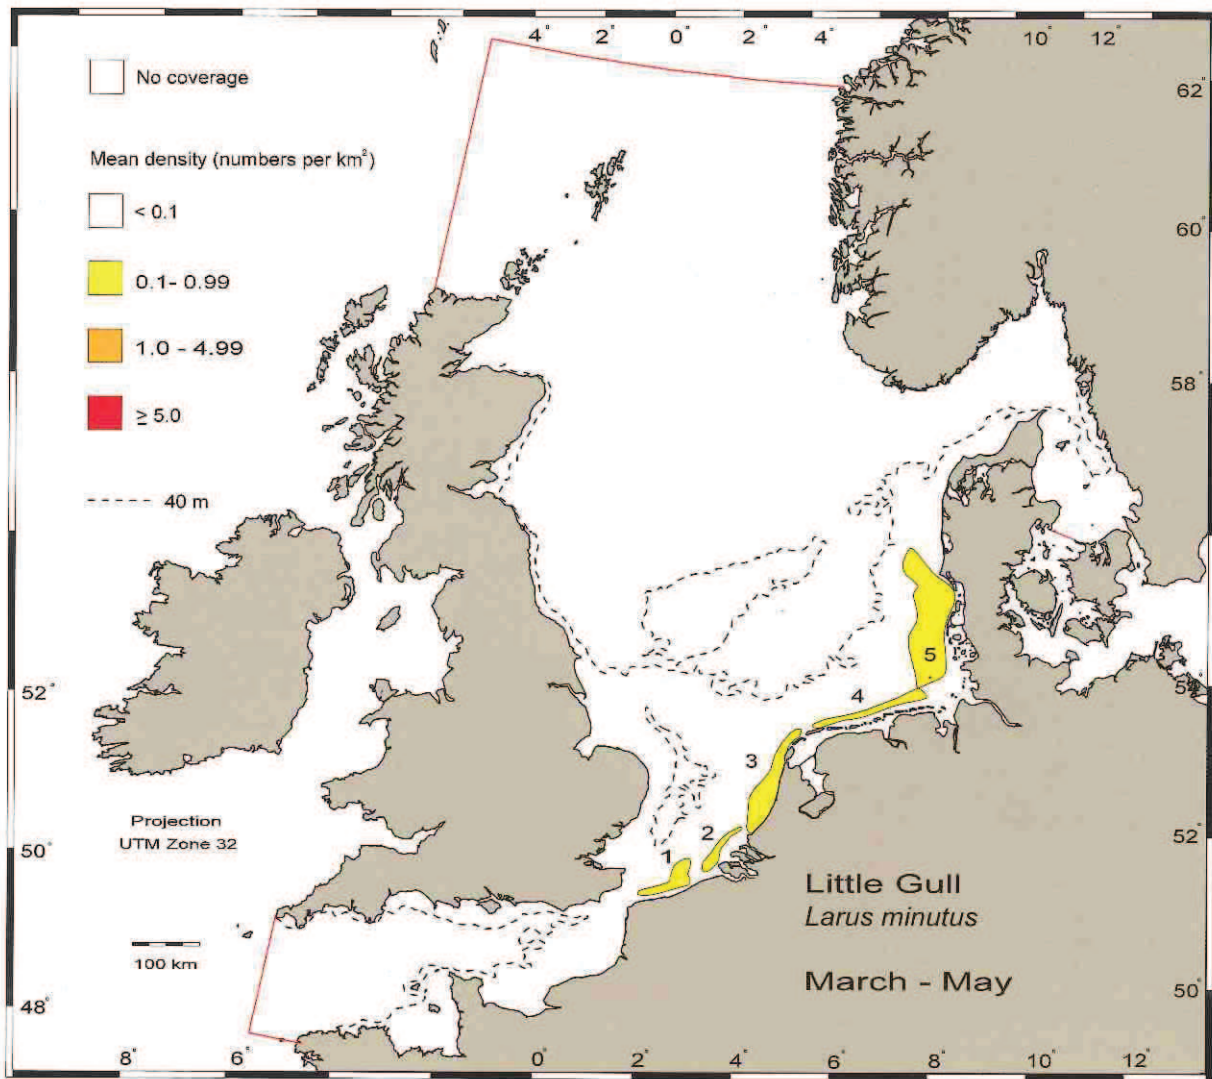 4° 2° 0° 2° 4° 10° 12°
No coverage
62°
Mean density (numbers per km²)
< 0.1
60°
0.1- 0.99
1.0 - 4.99
58°
≥ 5.0
40 m
5
52°
4
3
Projection
UTM Zone 32
2
52°
50°
1
Little Gull
Larus minutus
100 km
March - May
50°
48°
8° 6° 0° 2° 4° 6° 8° 10° 12°